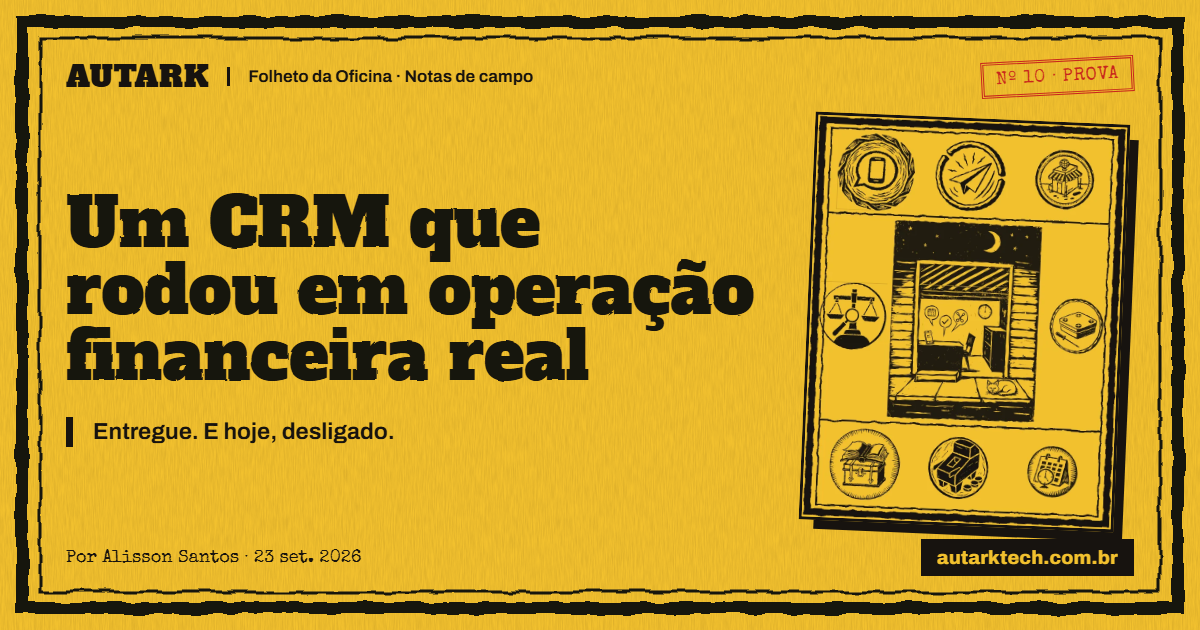 AUTARK
Folheto da Oficina · Notas de campo
Nº 10 · PROVA
Um CRM que
rodou em operação
financeira real
Entregue. E hoje, desligado.
Por Alisson Santos · 23 set. 2026
autarktech.com.br